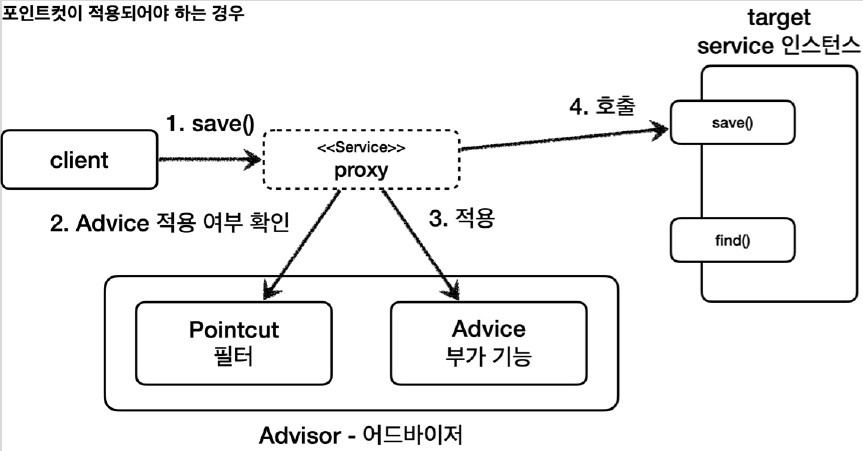 포인트컷이 적용되어야 하는 경우
target
service 인스턴스
1. save()
4. 호출
client
<<Service>>
proxy
save()
2. Advice 적용 여부 확인
3. 적용
find()
Pointcut
필터
Advice
부가 기능
Advisor - 어드바이저